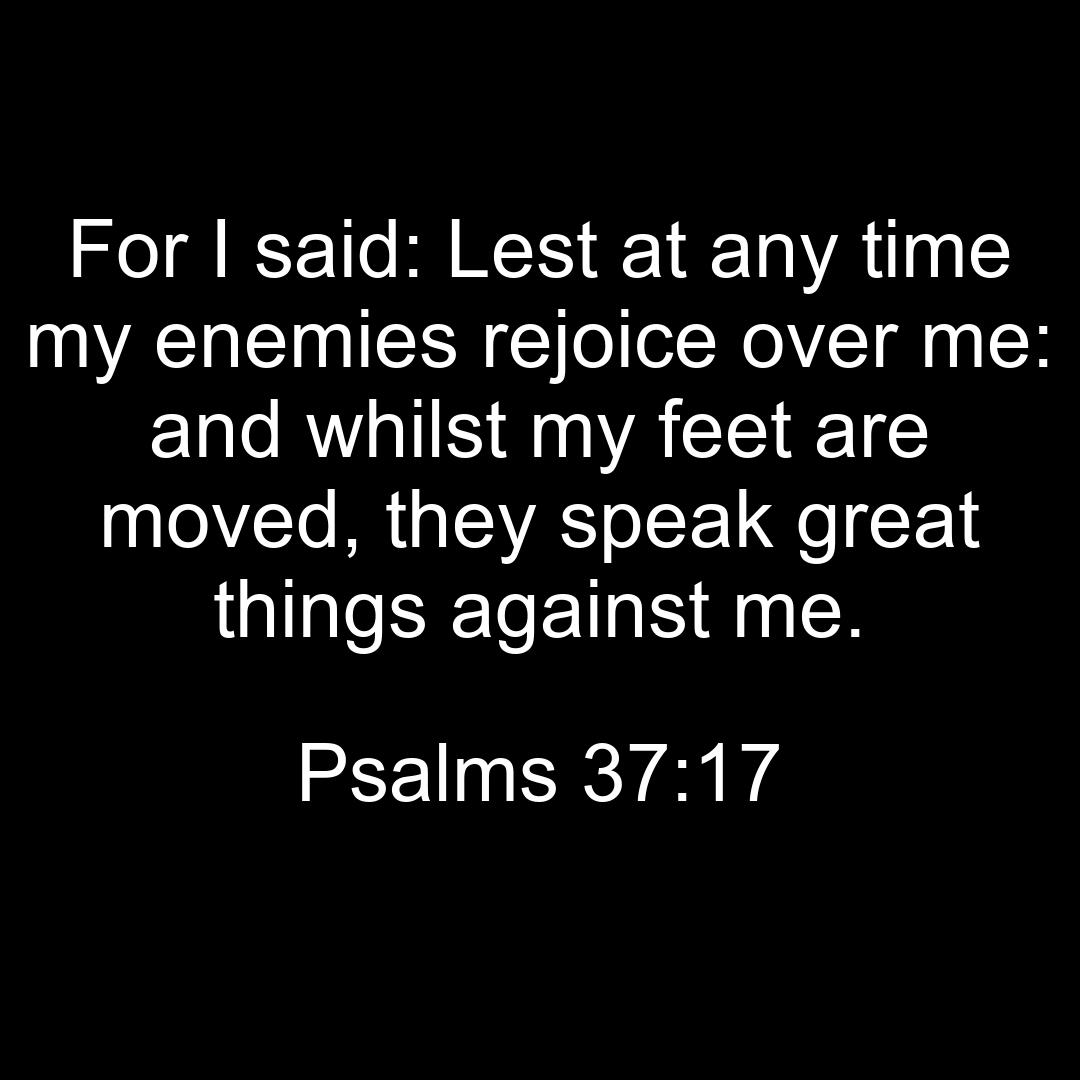 For I said: Lest at any time
my enemies rejoice over me:
and whilst my feet are
moved, they speak great
things against me.
Psalms 37:17